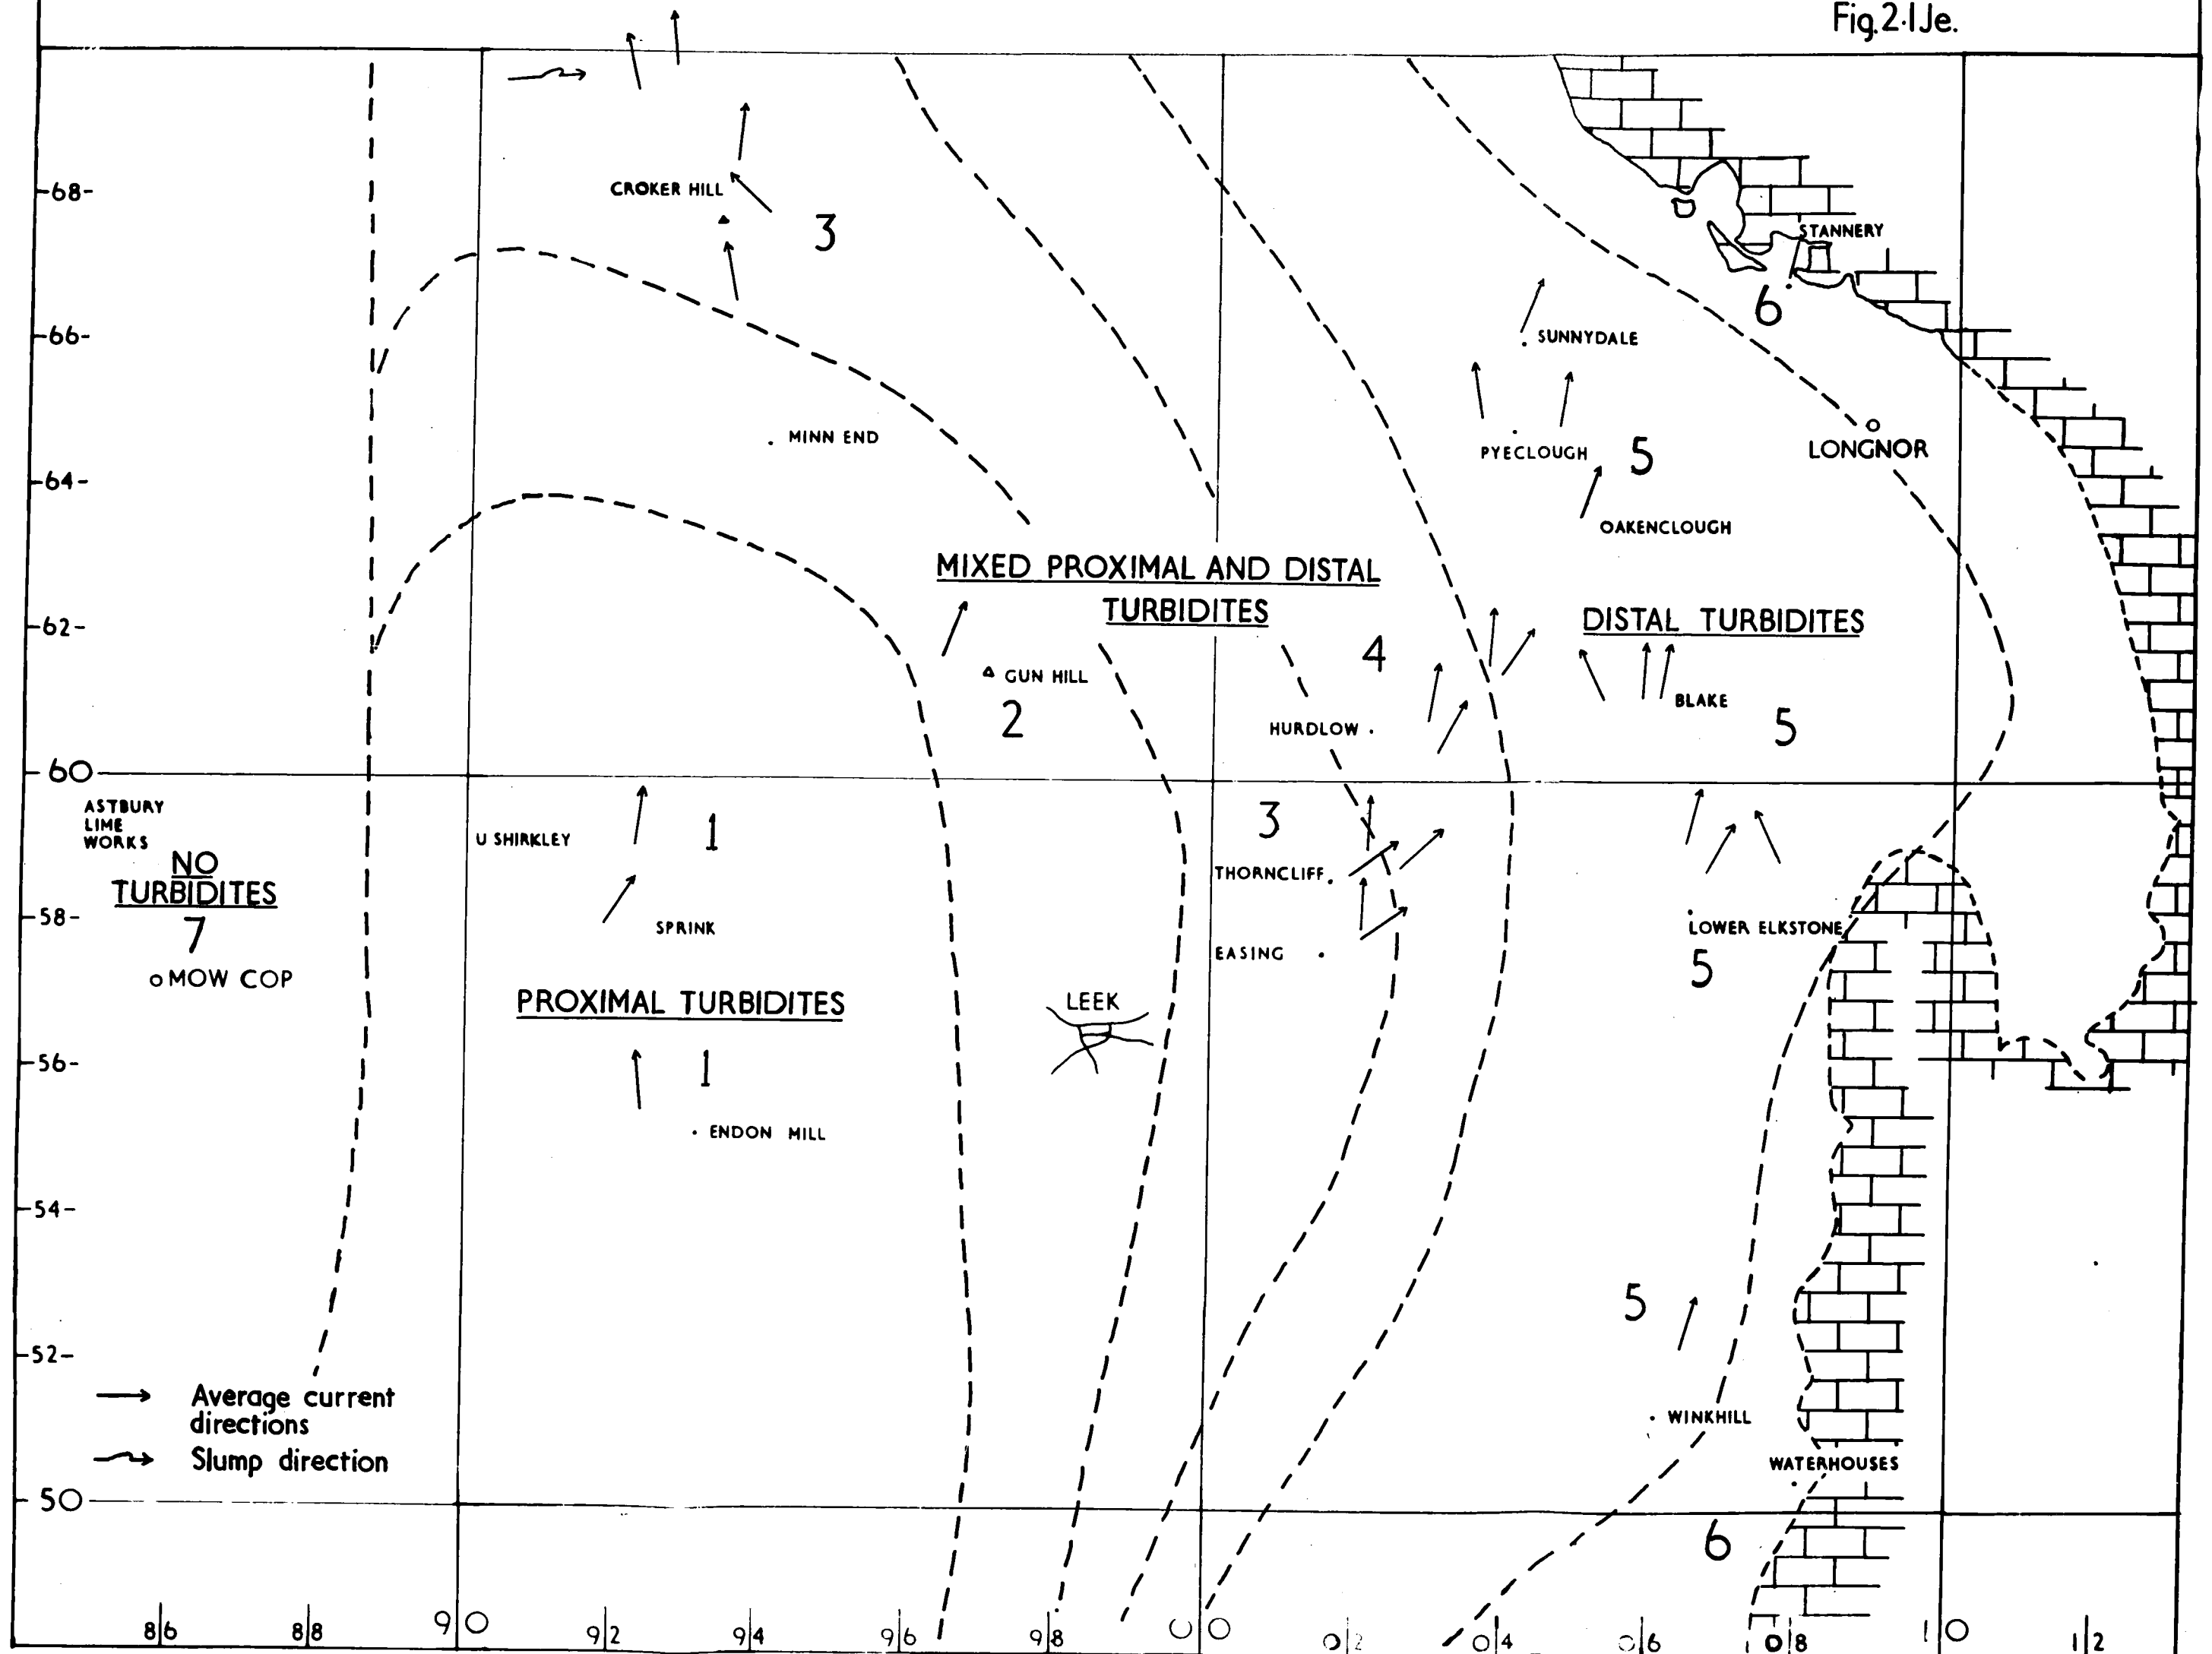 Fig.2·1Je.
68-
CROKER HILL
3
STANNERY
6
66-
SUNNYDALE
MINN END
PYECLOUGH
5
LONGNOR
64-
OAKENCLOUGH
MIXED PROXIMAL AND DISTAL
TURBIDITES
62-
DISTAL TURBIDITES
4
GUN HILL
2
HURDLOW
BLAKE
5
60
ASTBURY
LIME
WORKS
U SHIRKLEY
1
3
NO
TURBIDITES
7
THORNCLIFF
58-
SPRINK
LOWER ELKSTONE
5
EASING
MOW COP
PROXIMAL TURBIDITES
LEEK
56-
1
ENDON MILL
54-
5
52-
Average current
directions
WINKHILL
Slump direction
WATERHOUSES
50
6
86 88 90 92 94 96 98 00 02 04 06 08 10 12